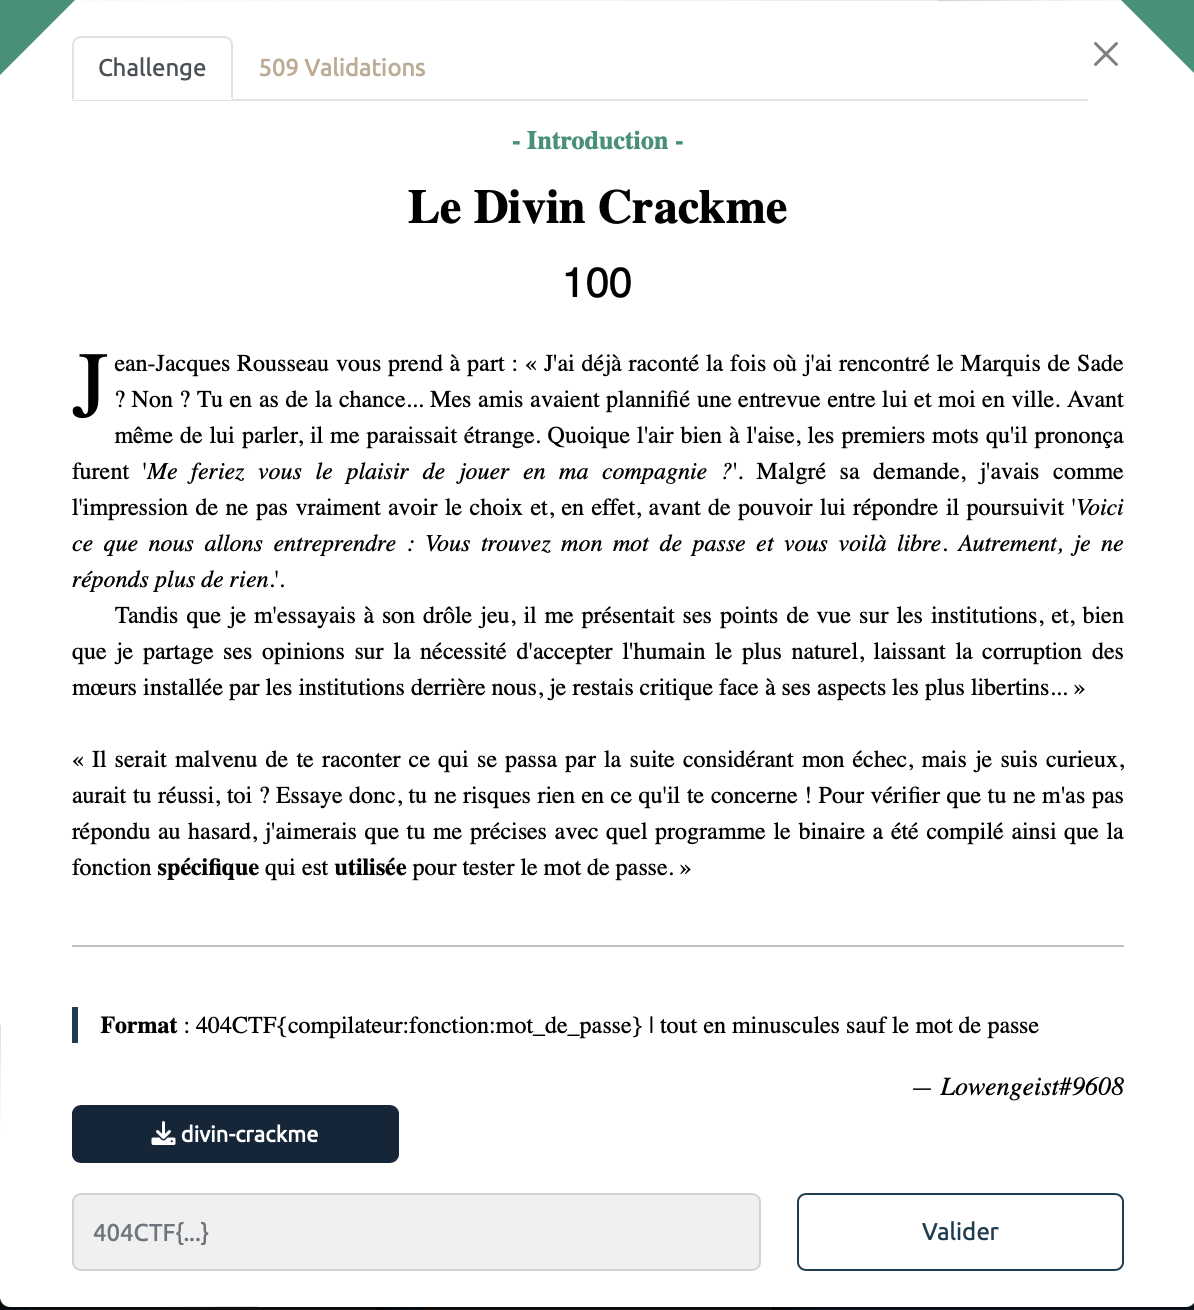 Challenge
509 Validations
- Introduction -
Le Divin Crackme
100
Jean-Jacques Rousseau vous prend à part : « J'ai déjà raconté la fois où j'ai rencontré le Marquis de Sade
? Non ? Tu en as de la chance... Mes amis avaient plannifié une entrevue entre lui et moi en ville. Avant
même de lui parler, il me paraissait étrange. Quoique l'air bien à l'aise, les premiers mots qu'il prononça
furent 'Me feriez vous le plaisir de jouer en ma compagnie ?'. Malgré sa demande, j'avais comme
l'impression de ne pas vraiment avoir le choix et, en effet, avant de pouvoir lui répondre il poursuivit 'Voici
ce que nous allons entreprendre : Vous trouvez mon mot de passe et vous voilà libre. Autrement, je ne
réponds plus de rien.'.
Tandis que je m'essayais à son drôle jeu, il me présentait ses points de vue sur les institutions, et, bien
que je partage ses opinions sur la nécessité d'accepter l'humain le plus naturel, laissant la corruption des
mœurs installée par les institutions derrière nous, je restais critique face à ses aspects les plus libertins... »
« Il serait malvenu de te raconter ce qui se passa par la suite considérant mon échec, mais je suis curieux,
aurait tu réussi, toi ? Essaye donc, tu ne risques rien en ce qu'il te concerne ! Pour vérifier que tu ne m'as pas
répondu au hasard, j'aimerais que tu me précises avec quel programme le binaire a été compilé ainsi que la
fonction spécifique qui est utilisée pour tester le mot de passe. »
Format : 404CTF{compilateur:fonction:mot_de_passe} | tout en minuscules sauf le mot de passe
— Lowengeist#9608
divin-crackme
404CTF{...}
Valider